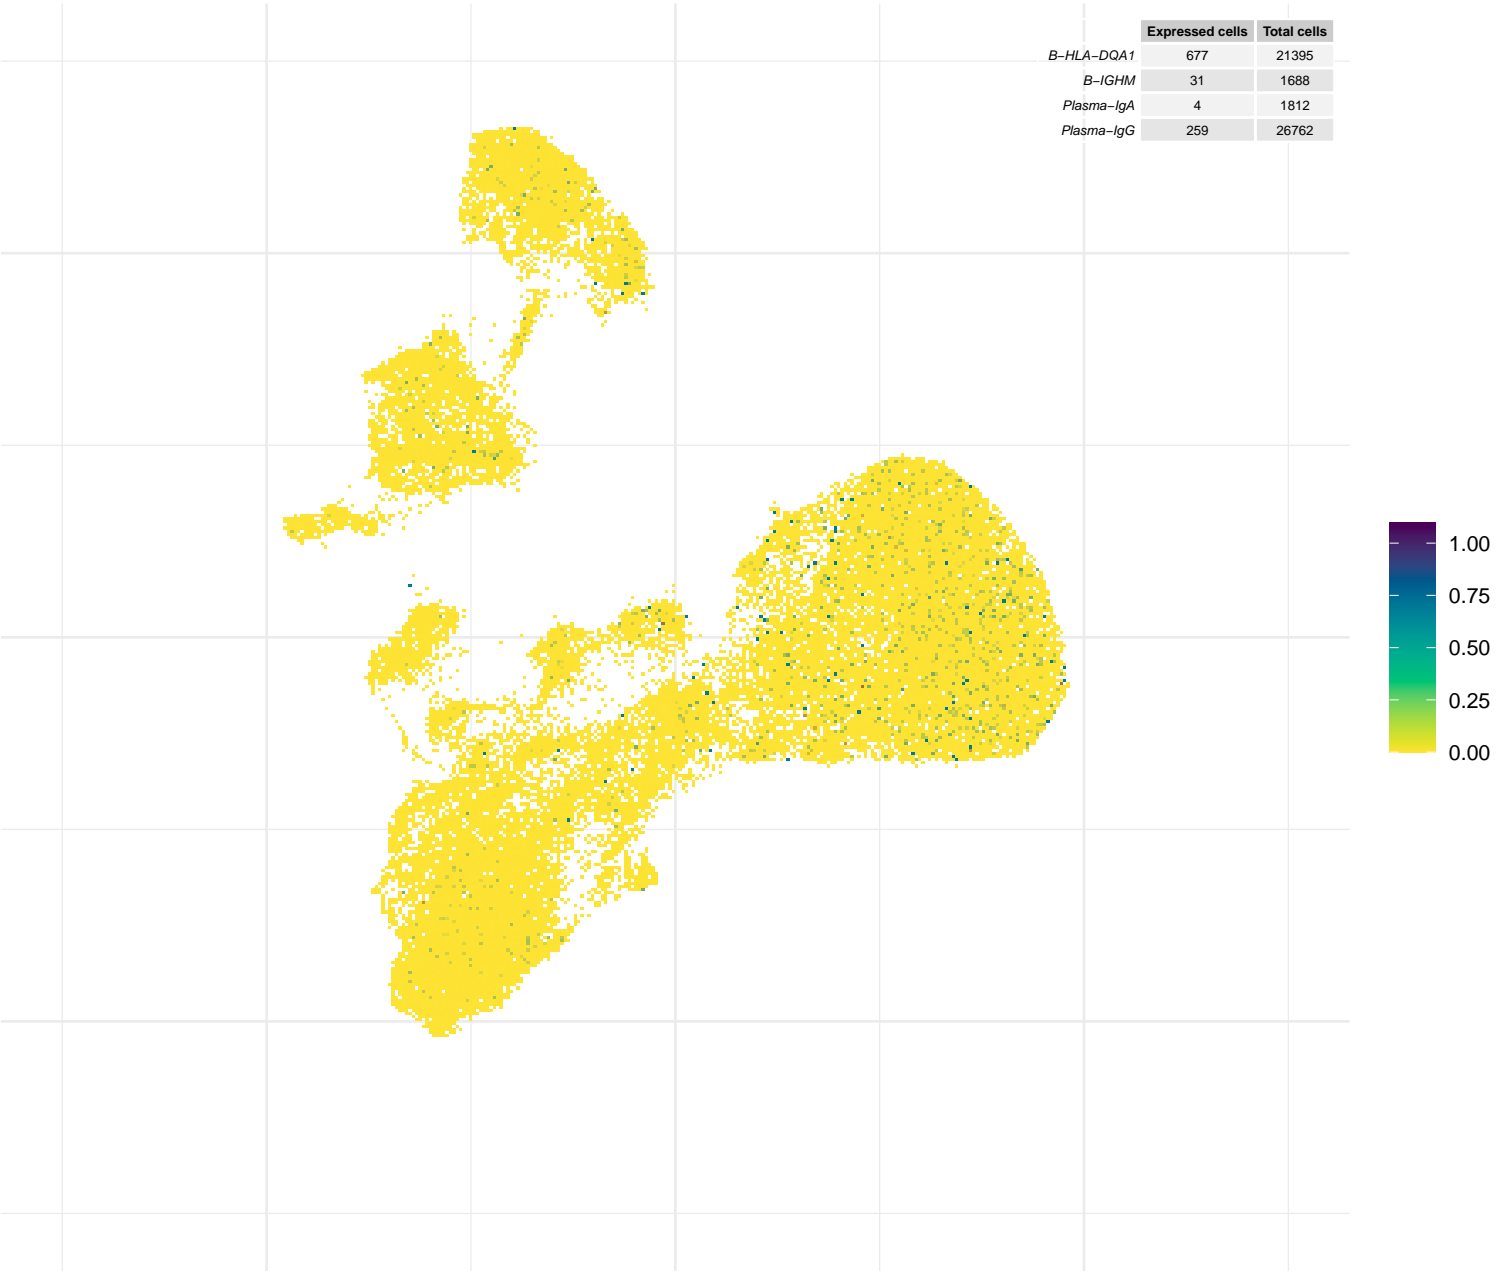 Expressed cells Total cells
B−HLA−DQA1 677 21395
B−IGHM 31 1688
Plasma−IgA 4 1812
Plasma−IgG 259 26762
1.00
0.75
0.50
0.25
0.00